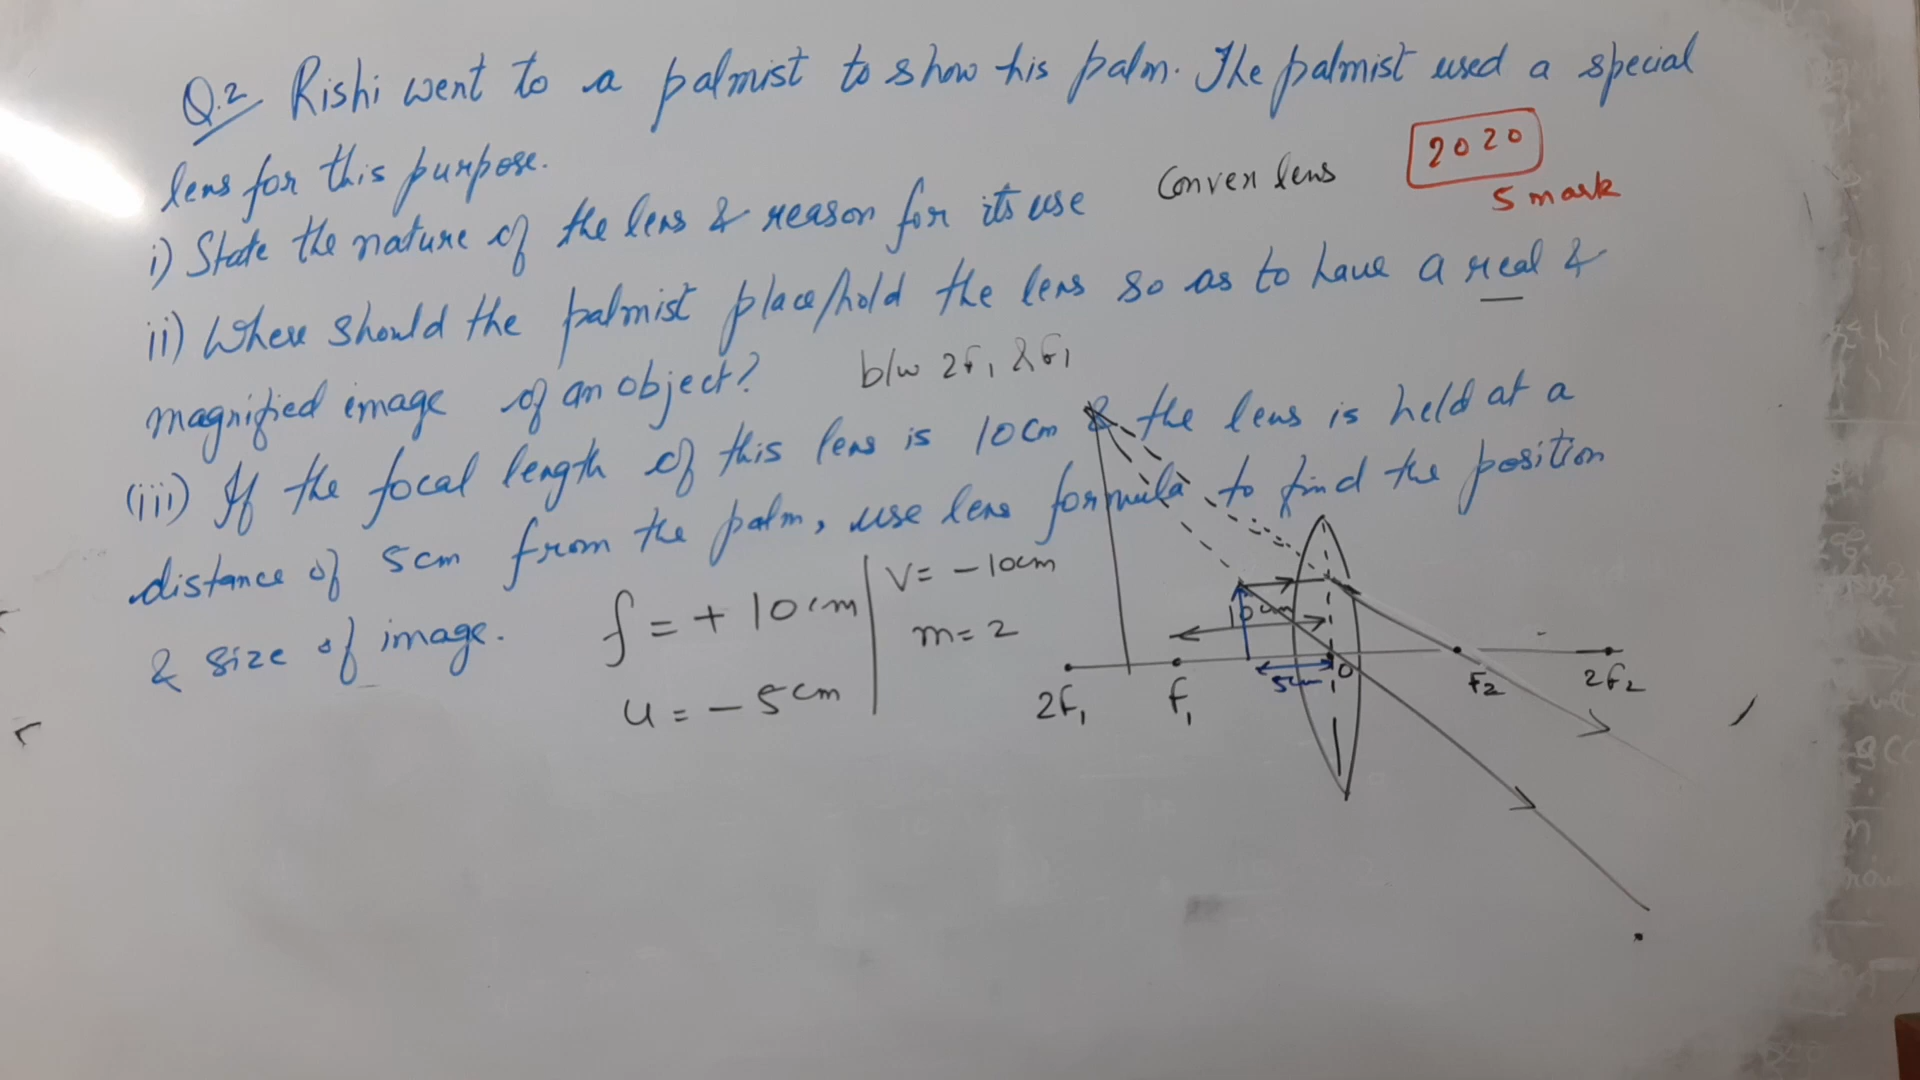 Q.2 Rishi went to a palmist to show his palm. The palmist used a special
lens for this purpose.
2020
5 mark
i) State the nature of the lens & reason for its use
Convex lens
ii) Where should the palmist place/hold the lens so as to have a real &
magnified image of an object?
b/w 2F1 & F1
(iii) If the focal length of this lens is 10cm & the lens is held at a
distance of 5cm from the palm, use lens formula to find the position
& size of image.
f = + 10cm
u = - 5cm
V = - 10cm
m = 2
10cm
5cm
O
2F1
F1
F2
2F2